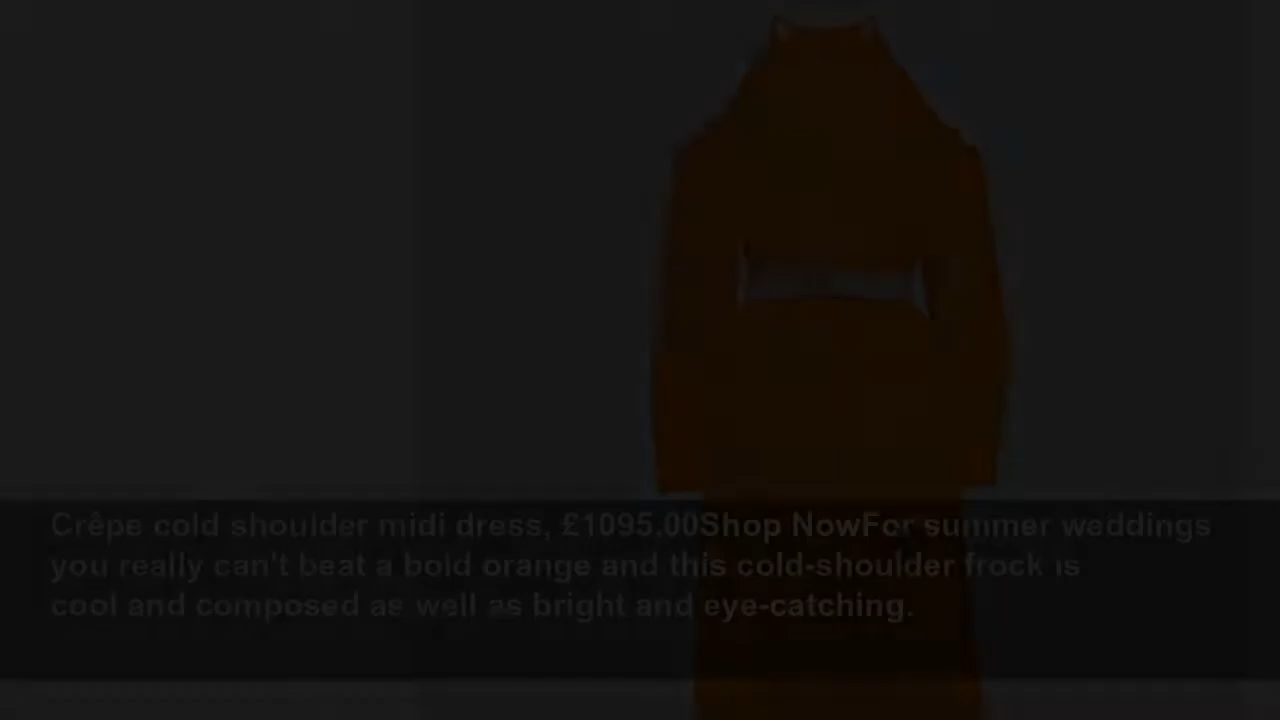 Crêpe cold shoulder midi dress, £1095.00Shop NowFor summer weddings
you really can't beat a bold orange and this cold-shoulder frock is
cool and composed as well as bright and eye-catching.